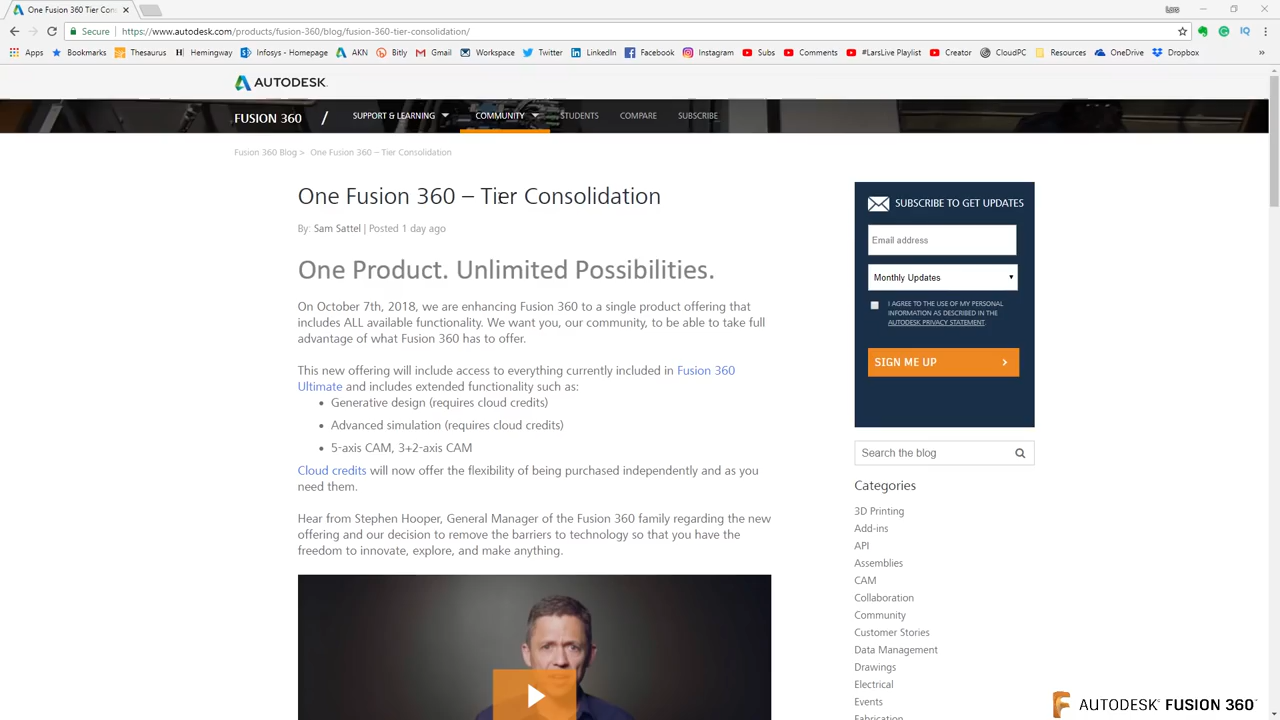 One Fusion 360 Tier Co
Secure
https://www.autodesk.com/products/fusion-360/blog/fusion-360-tier-consolidation/
Apps Bookmarks Thesaurus Hemingway Infosys - Homepage AKN Bitly Gmail Workspace Twitter LinkedIn Facebook Instagram Subs Comments #LarsLivePlaylist Creator CloudPC Resources OneDrive Dropbox »
AUTODESK.
FUSION 360 / SUPPORT & LEARNING COMMUNITY STUDENTS COMPARE SUBSCRIBE
Fusion 360 Blog > One Fusion 360 – Tier Consolidation
One Fusion 360 – Tier Consolidation
By: Sam Sattel | Posted 1 day ago
One Product. Unlimited Possibilities.
On October 7th, 2018, we are enhancing Fusion 360 to a single product offering that
includes ALL available functionality. We want you, our community, to be able to take full
advantage of what Fusion 360 has to offer.
This new offering will include access to everything currently included in Fusion 360
Ultimate and includes extended functionality such as:
• Generative design (requires cloud credits)
• Advanced simulation (requires cloud credits)
• 5-axis CAM, 3+2-axis CAM
Cloud credits will now offer the flexibility of being purchased independently and as you
need them.
Hear from Stephen Hooper, General Manager of the Fusion 360 family regarding the new
offering and our decision to remove the barriers to technology so that you have the
freedom to innovate, explore, and make anything.
SUBSCRIBE TO GET UPDATES
Email address
Monthly Updates
I AGREE TO THE USE OF MY PERSONAL
INFORMATION AS DESCRIBED IN THE
AUTODESK PRIVACY STATEMENT.
SIGN ME UP >
Search the blog
Categories
3D Printing
Add-ins
API
Assemblies
CAM
Collaboration
Community
Customer Stories
Data Management
Drawings
Electrical
Events
Fabrication
AUTODESK® FUSION 360™